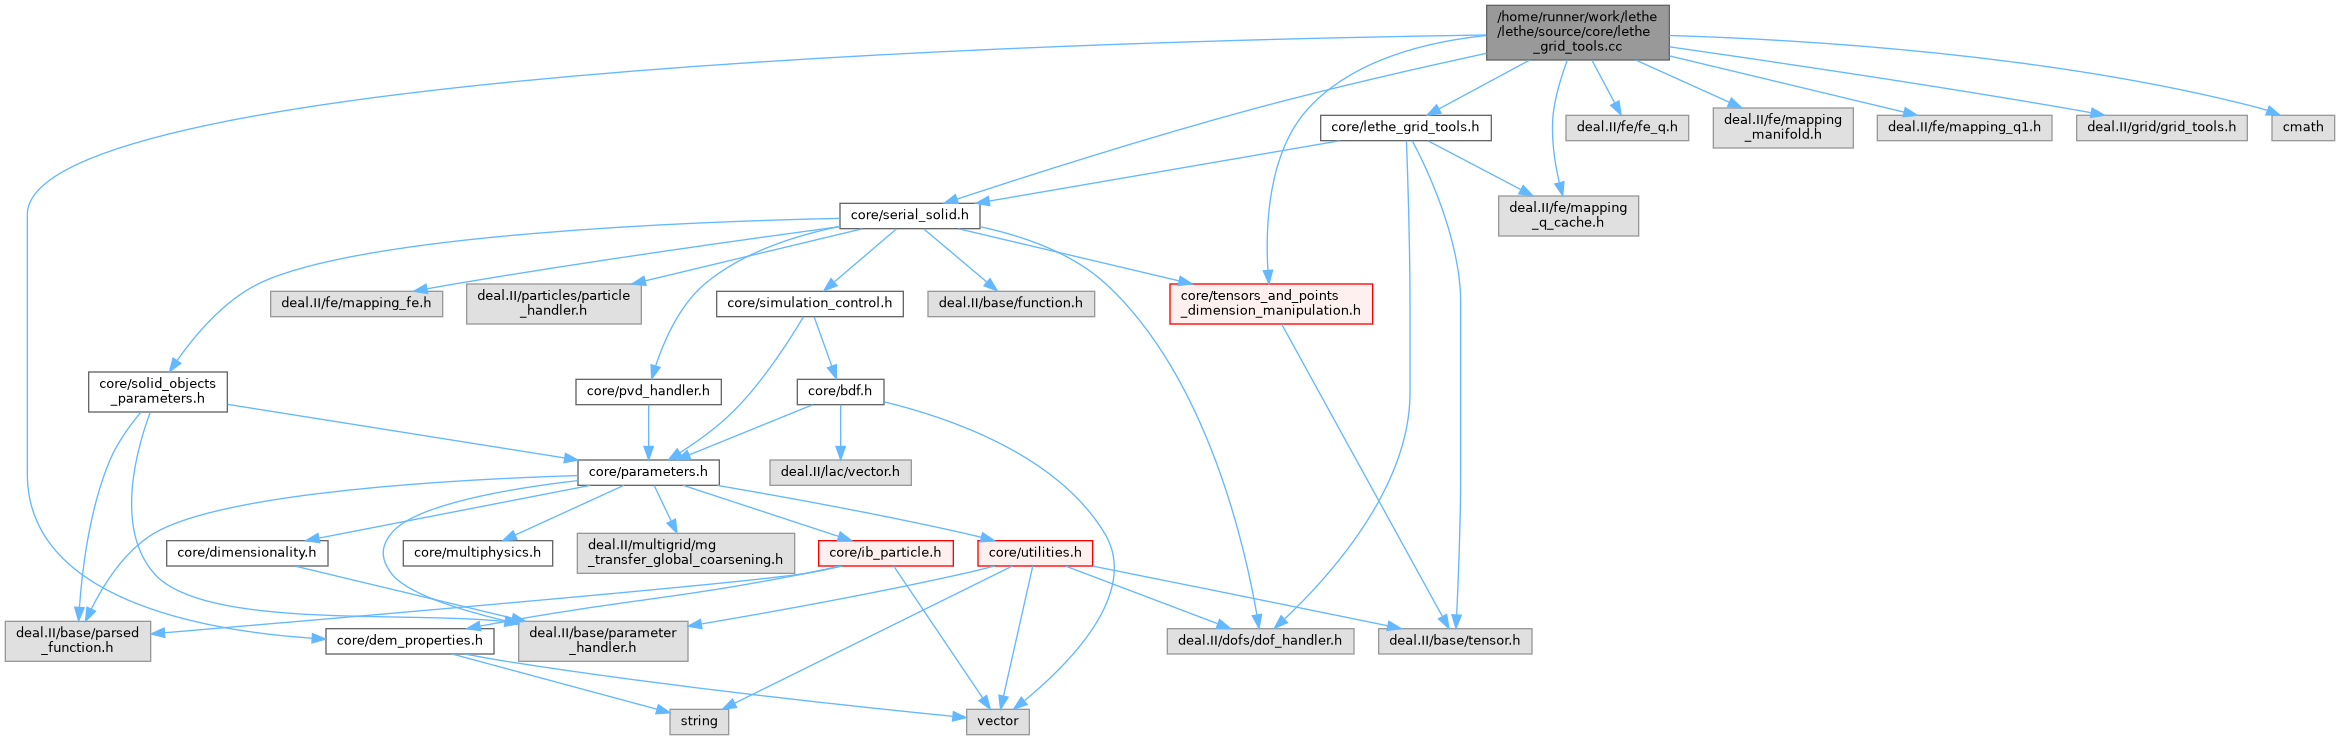 /home/runner/work/lethe
/lethe/source/core/lethe
_grid_tools.cc
core/lethe_grid_tools.h
deal.II/fe/fe_q.h
deal.II/fe/mapping
_manifold.h
deal.II/fe/mapping_q1.h
deal.II/grid/grid_tools.h
cmath
core/serial_solid.h
deal.II/fe/mapping
_q_cache.h
deal.II/fe/mapping_fe.h
deal.II/particles/particle
_handler.h
core/simulation_control.h
deal.II/base/function.h
core/tensors_and_points
_dimension_manipulation.h
core/solid_objects
_parameters.h
core/pvd_handler.h
core/bdf.h
core/parameters.h
deal.II/lac/vector.h
core/dimensionality.h
core/multiphysics.h
deal.II/multigrid/mg
_transfer_global_coarsening.h
core/ib_particle.h
core/utilities.h
deal.II/base/parsed
_function.h
core/dem_properties.h
deal.II/base/parameter
_handler.h
deal.II/dofs/dof_handler.h
deal.II/base/tensor.h
string
vector